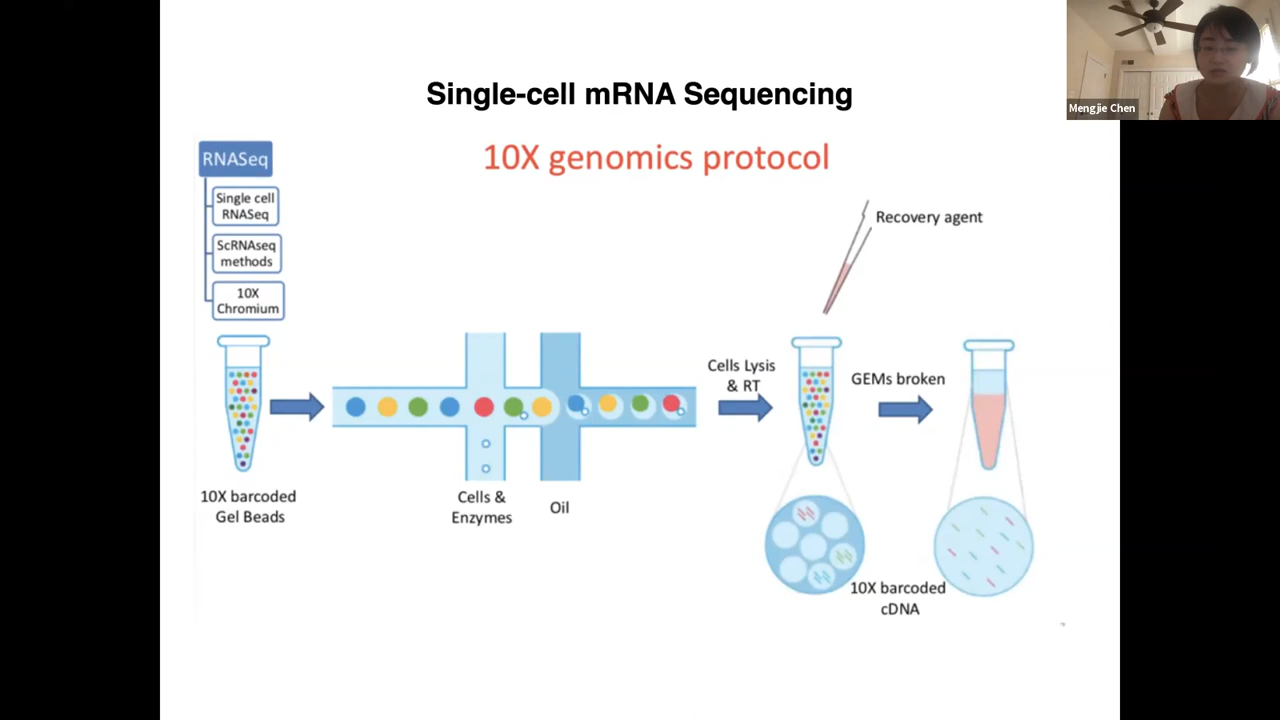 Single-cell mRNA Sequencing
Mengjie Chen
10X genomics protocol
RNASeq
Single cell
RNASeq
ScRNAseq
methods
10X
Chromium
Recovery agent
Cells Lysis
& RT
GEMs broken
10X barcoded
Gel Beads
Cells &
Enzymes
Oil
10X barcoded
cDNA